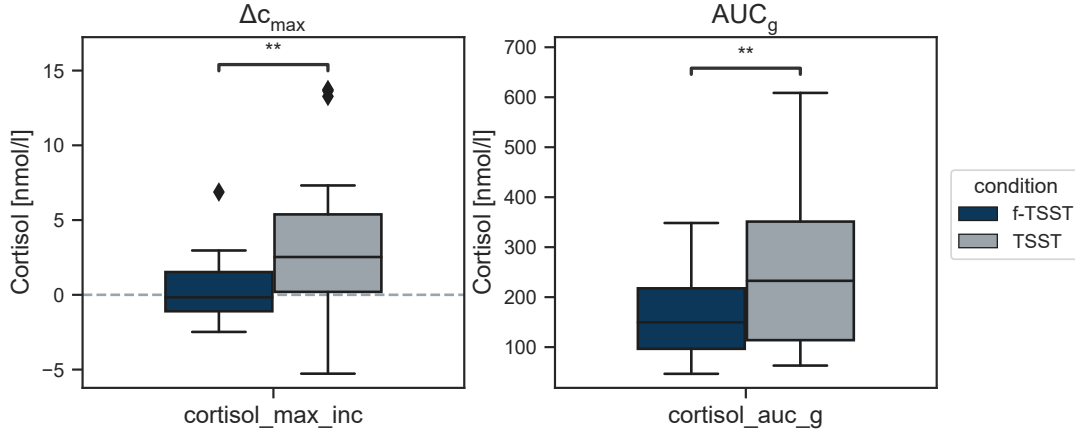 Δc_max
**
15
10
5
0
−5
Cortisol [nmol/l]
cortisol_max_inc
AUC_g
**
700
600
500
400
300
200
100
Cortisol [nmol/l]
cortisol_auc_g
condition
f-TSST
TSST